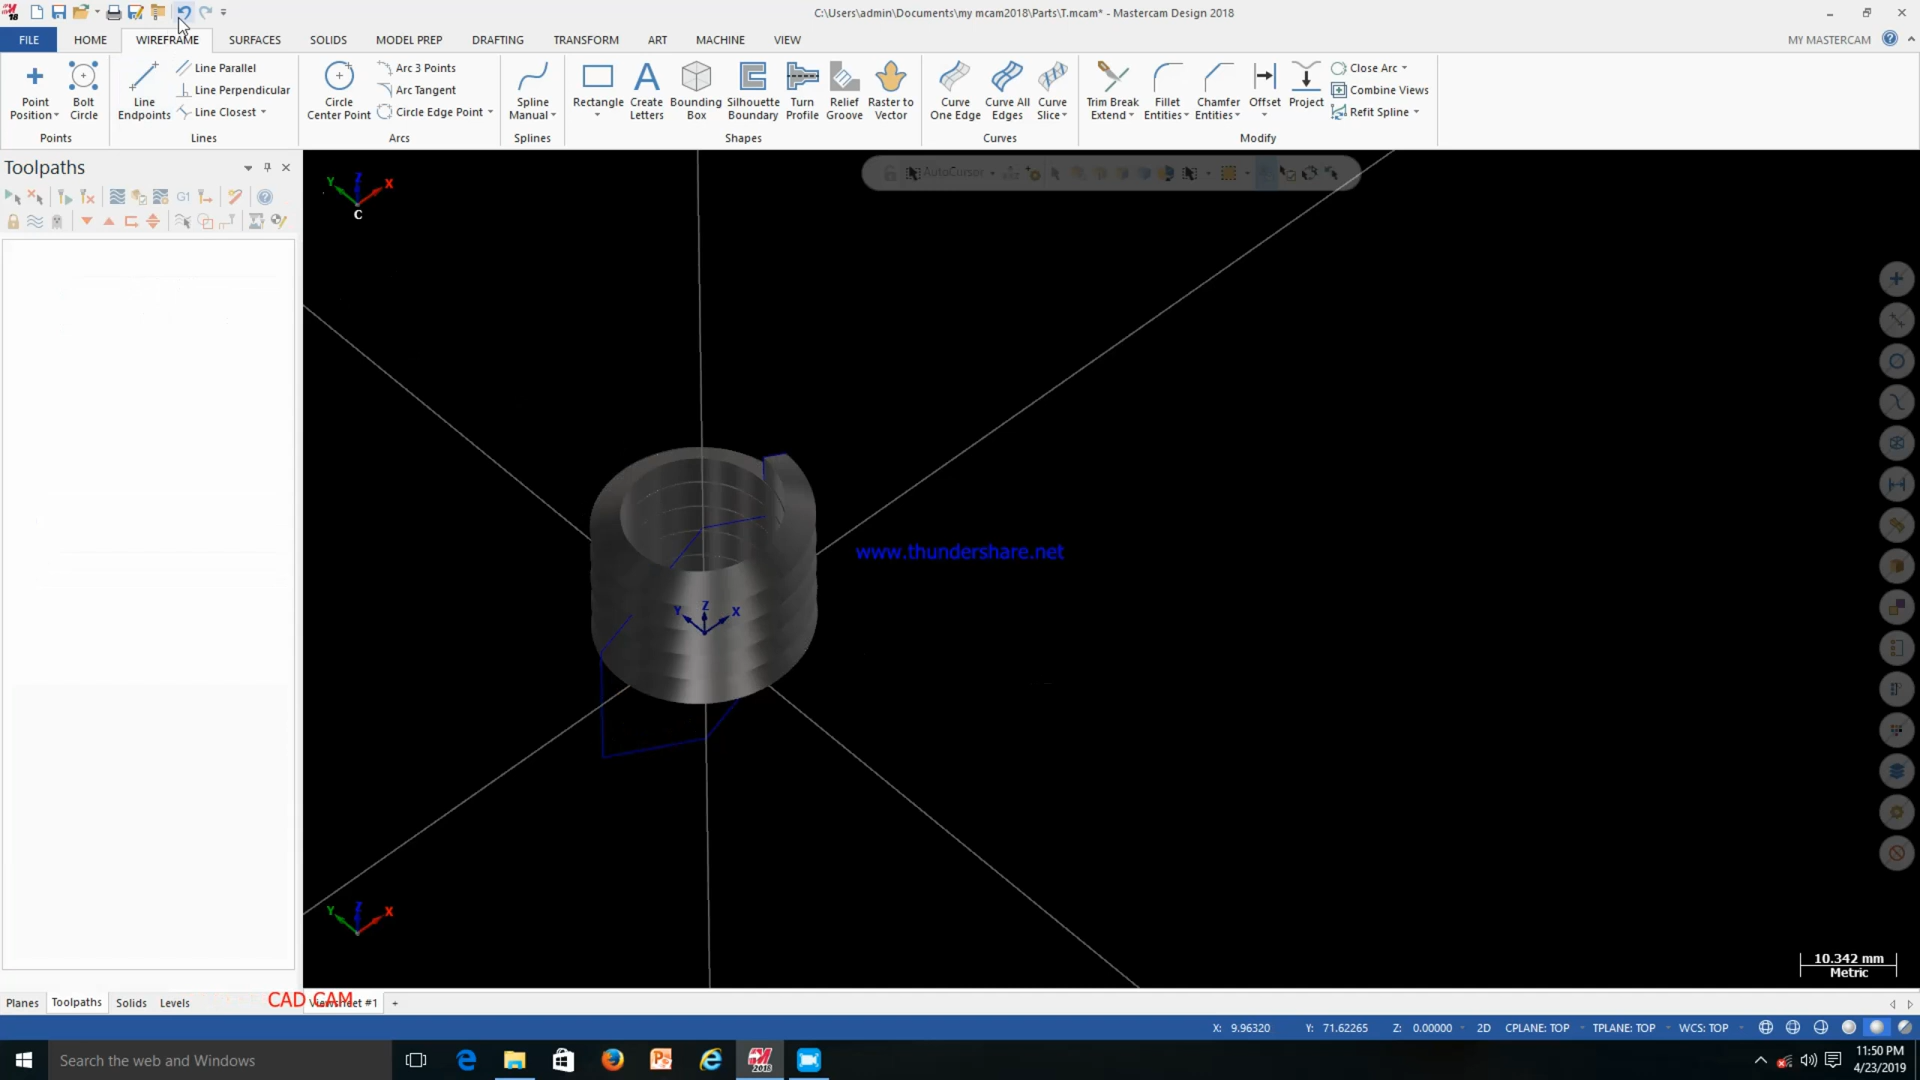 C:\Users\admin\Documents\my mcam2018\Parts\T.mcam* - Mastercam Design 2018
FILE HOME WIREFRAME SURFACES SOLIDS MODEL PREP DRAFTING TRANSFORM ART MACHINE VIEW MY MASTERCAM
Point Position
Bolt Circle
Points
Line Endpoints
Line Parallel
Line Perpendicular
Line Closest
Lines
Circle Center Point
Arc 3 Points
Arc Tangent
Circle Edge Point
Arcs
Spline Manual
Splines
Rectangle
Create Letters
Bounding Box
Silhouette Boundary
Turn Profile
Relief Groove
Raster to Vector
Shapes
Curve One Edge
Curve All Edges
Curve Slice
Curves
Trim Break Extend
Fillet Entities
Chamfer Entities
Offset
Project
Close Arc
Combine Views
Refit Spline
Modify
Toolpaths
G1
AutoCursor
Y Z X
C
www.thundershare.net
Y Z X
Y Z X
10.342 mm
Metric
Planes Toolpaths Solids Levels
CAD CAM
#1 +
X: 9.96320 Y: 71.62265 Z: 0.00000 2D CPLANE: TOP TPLANE: TOP WCS: TOP
Search the web and Windows
2018
11:50 PM
4/23/2019